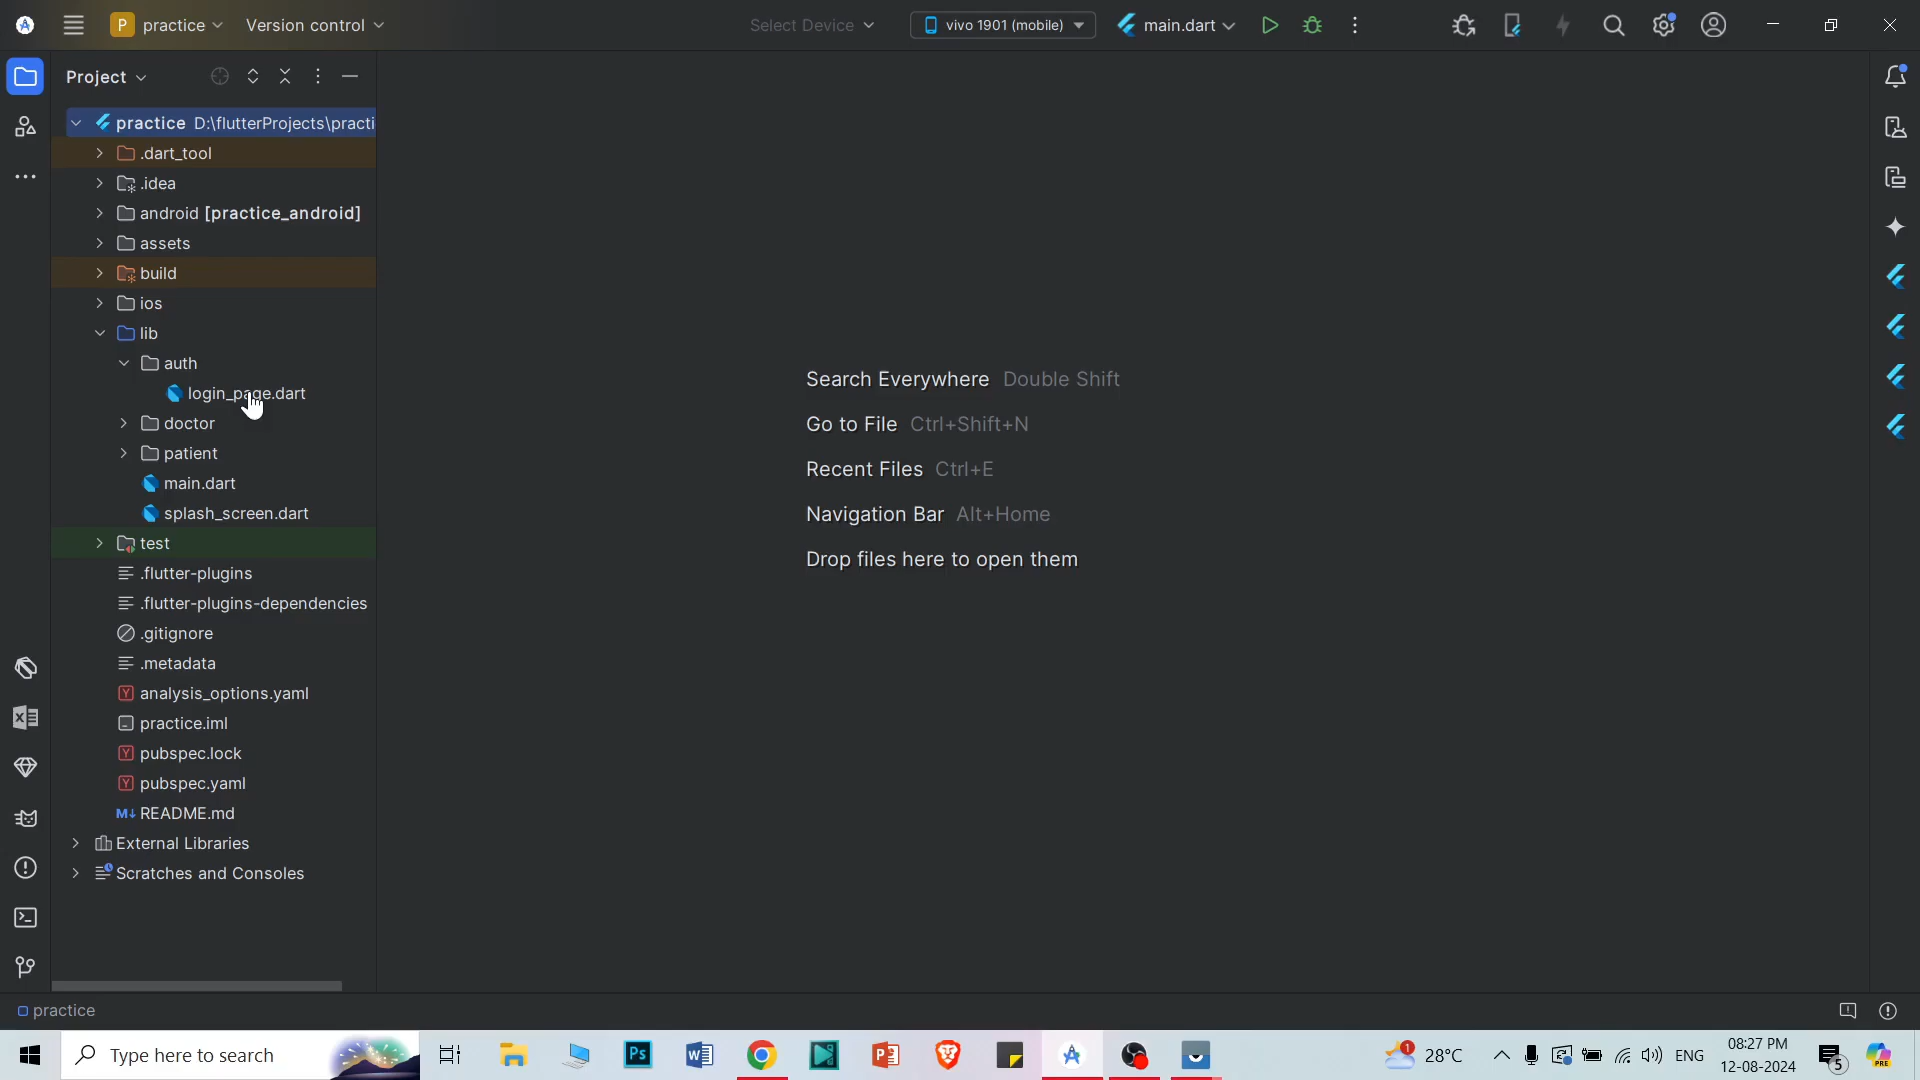 P practice Version control Select Device vivo 1901 (mobile) main.dart
Project
practice D:\flutterProjects\practi
.dart_tool
.idea
android [practice_android]
assets
build
ios
lib
auth
login_page.dart
doctor
patient
main.dart
splash_screen.dart
test
.flutter-plugins
.flutter-plugins-dependencies
.gitignore
.metadata
analysis_options.yaml
practice.iml
pubspec.lock
pubspec.yaml
M↓ README.md
External Libraries
Scratches and Consoles
Search Everywhere Double Shift
Go to File Ctrl+Shift+N
Recent Files Ctrl+E
Navigation Bar Alt+Home
Drop files here to open them
practice
Type here to search
Ps
1
28°C
ENG
08:27 PM
12-08-2024
5
PRE